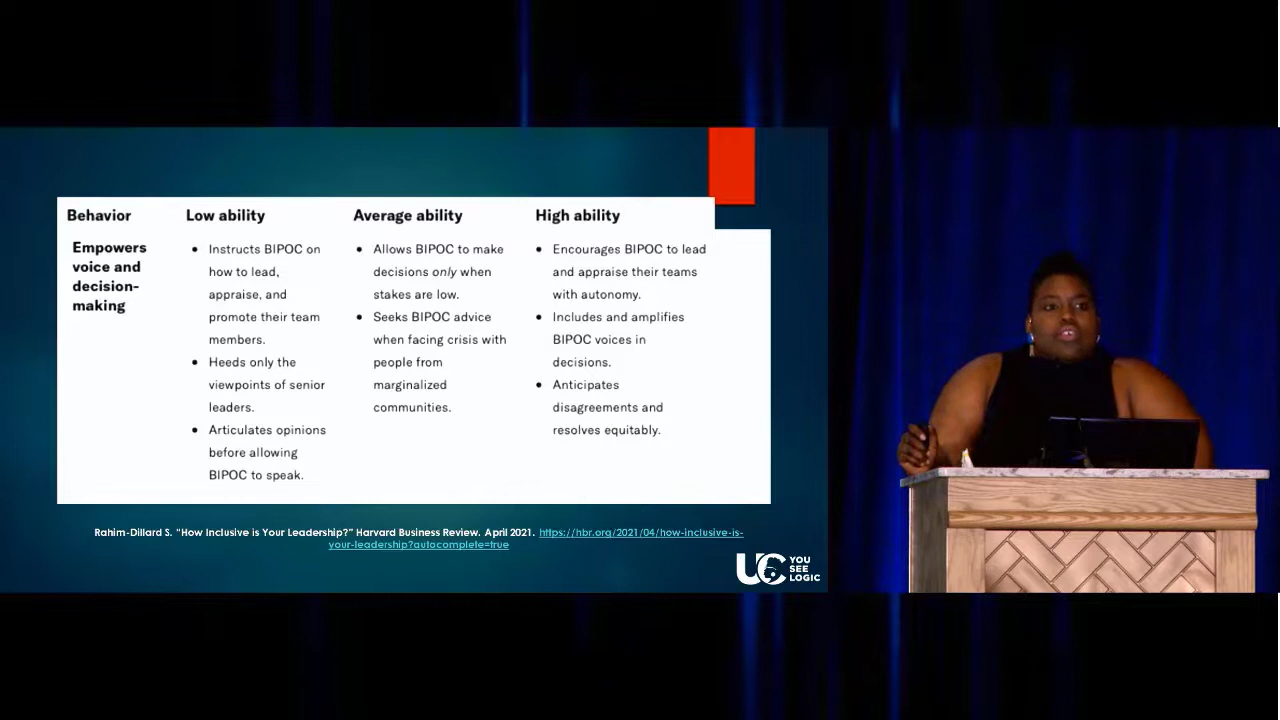 Behavior
Low ability
Average ability
High ability
Empowers
voice and
decision-
making
• Instructs BIPOC on
how to lead,
appraise, and
promote their team
members.
• Heeds only the
viewpoints of senior
leaders.
• Articulates opinions
before allowing
BIPOC to speak.
• Allows BIPOC to make
decisions only when
stakes are low.
• Seeks BIPOC advice
when facing crisis with
people from
marginalized
communities.
• Encourages BIPOC to lead
and appraise their teams
with autonomy.
• Includes and amplifies
BIPOC voices in
decisions.
• Anticipates
disagreements and
resolves equitably.
Rahim-Dillard S. “How Inclusive is Your Leadership?” Harvard Business Review. April 2021. https://hbr.org/2021/04/how-inclusive-is-
your-leadership?autocomplete=true
UC YOU
SEE
LOGIC